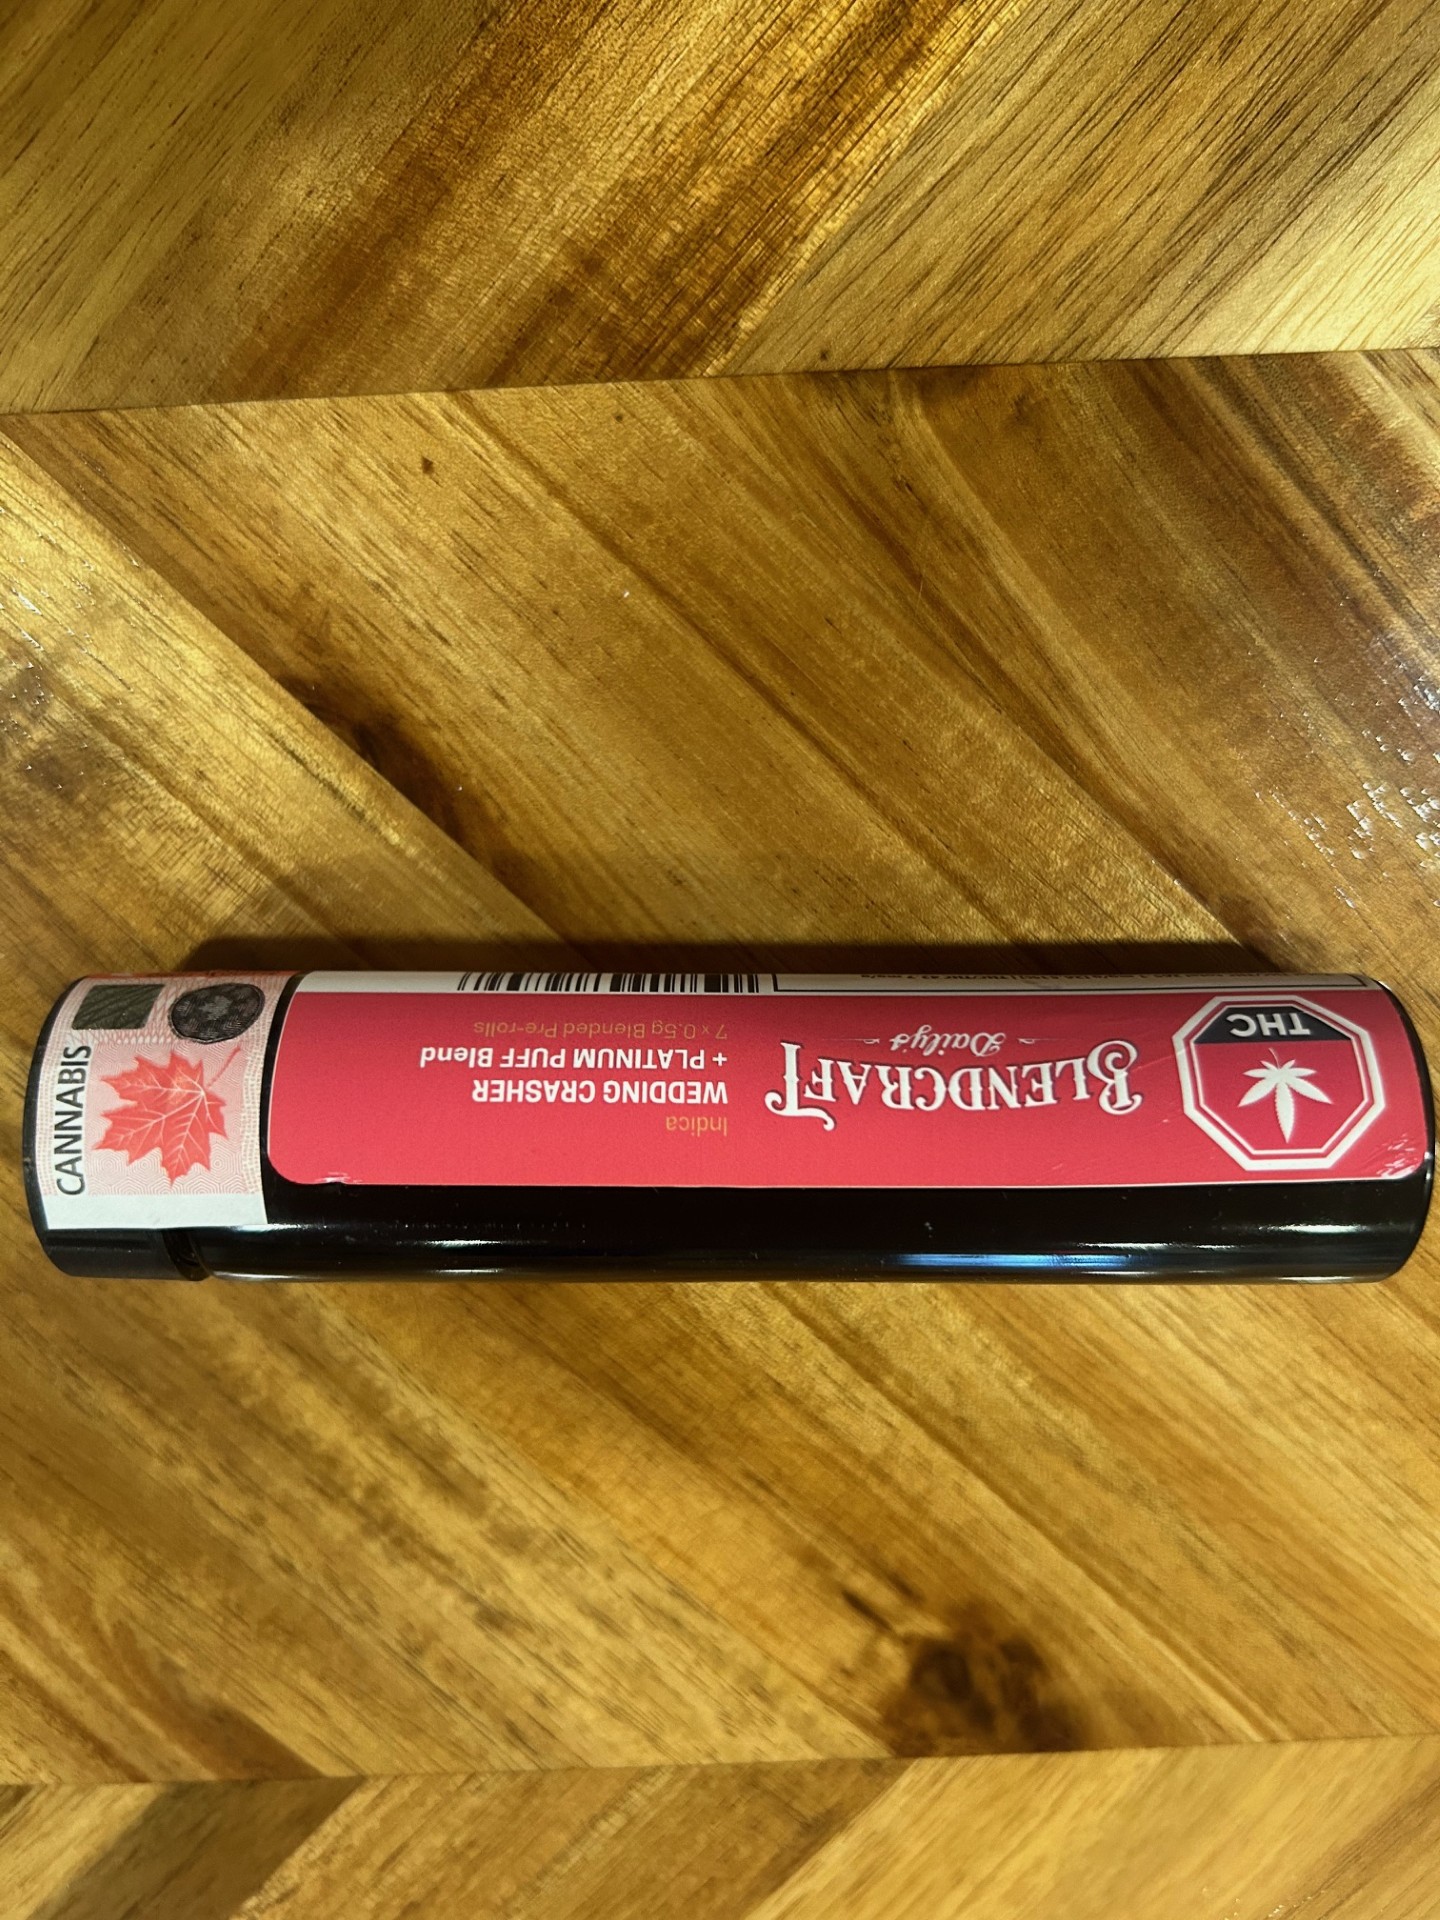 THC
BLENDCRAFT
Daily's
Indica
WEDDING CRASHER
+ PLATINUM PUFF Blend
7 x 0.5g Blended Pre-rolls
CANNABIS